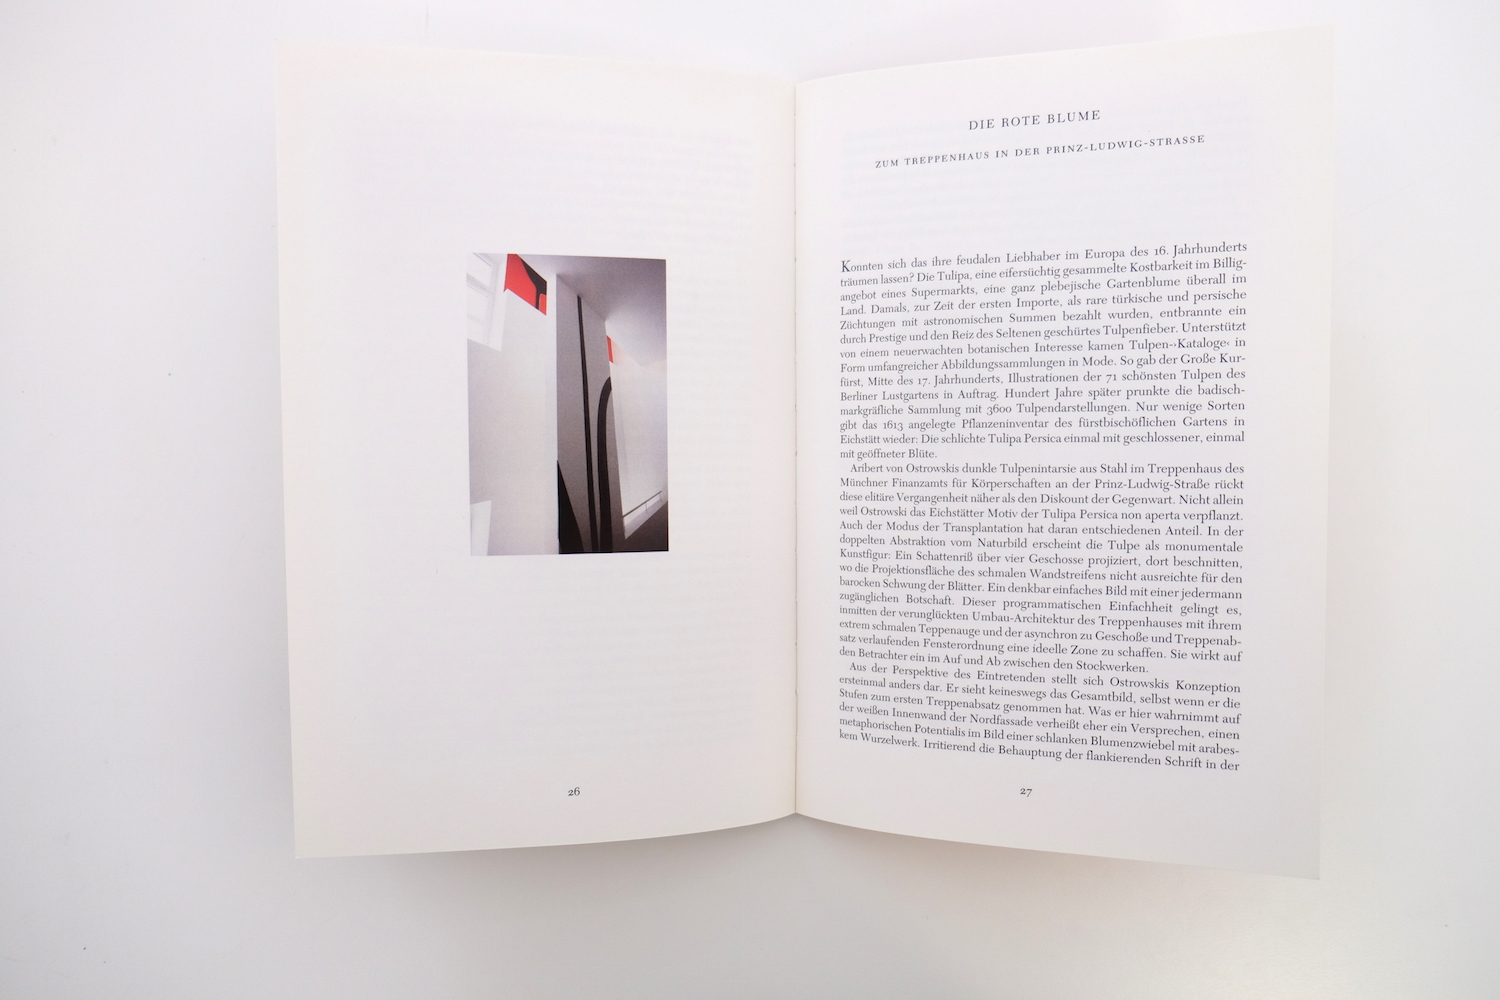 26
DIE ROTE BLUME
ZUM TREPPENHAUS IN DER PRINZ-LUDWIG-STRASSE
Konnten sich das ihre feudalen Liebhaber im Europa des 16. Jahrhunderts
träumen lassen? Die Tulipa, eine eifersüchtig gesammelte Kostbarkeit im Billig-
angebot eines Supermarkts, eine ganz plebejische Gartenblume überall im
Land. Damals, zur Zeit der ersten Importe, als rare türkische und persische
Züchtungen mit astronomischen Summen bezahlt wurden, entbrannte ein
durch Prestige und den Reiz des Seltenen geschürtes Tulpenfieber. Unterstützt
von einem neuerwachten botanischen Interesse kamen Tulpen-›Kataloge‹ in
Form umfangreicher Abbildungssammlungen in Mode. So gab der Große Kur-
fürst, Mitte des 17. Jahrhunderts, Illustrationen der 71 schönsten Tulpen des
Berliner Lustgartens in Auftrag. Hundert Jahre später prunkte die badisch-
markgräfliche Sammlung mit 3600 Tulpendarstellungen. Nur wenige Sorten
gibt das 1613 angelegte Pflanzeninventar des fürstbischöflichen Gartens in
Eichstätt wieder: Die schlichte Tulipa Persica einmal mit geschlossener, einmal
mit geöffneter Blüte.
Aribert von Ostrowskis dunkle Tulpenintarsie aus Stahl im Treppenhaus des
Münchner Finanzamts für Körperschaften an der Prinz-Ludwig-Straße rückt
diese elitäre Vergangenheit näher als den Diskount der Gegenwart. Nicht allein
weil Ostrowski das Eichstätter Motiv der Tulipa Persica non aperta verpflanzt.
Auch der Modus der Transplantation hat daran entschiedenen Anteil. In der
doppelten Abstraktion vom Naturbild erscheint die Tulpe als monumentale
Kunstfigur: Ein Schattenriß über vier Geschosse projiziert, dort beschnitten,
wo die Projektionsfläche des schmalen Wandstreifens nicht ausreichte für den
barocken Schwung der Blätter. Ein denkbar einfaches Bild mit einer jedermann
zugänglichen Botschaft. Dieser programmatischen Einfachheit gelingt es,
inmitten der verunglückten Umbau-Architektur des Treppenhauses mit ihrem
extrem schmalen Teppenauge und der asynchron zu Geschoße und Treppenab-
satz verlaufenden Fensterordnung eine ideelle Zone zu schaffen. Sie wirkt auf
den Betrachter ein im Auf und Ab zwischen den Stockwerken.
Aus der Perspektive des Eintretenden stellt sich Ostrowskis Konzeption
ersteinmal anders dar. Er sieht keineswegs das Gesamtbild, selbst wenn er die
Stufen zum ersten Treppenabsatz genommen hat. Was er hier wahrnimmt auf
der weißen Innenwand der Nordfassade verheißt eher ein Versprechen, einen
metaphorischen Potentialis im Bild einer schlanken Blumenzwiebel mit arabes-
kem Wurzelwerk. Irritierend die Behauptung der flankierenden Schrift in der
27